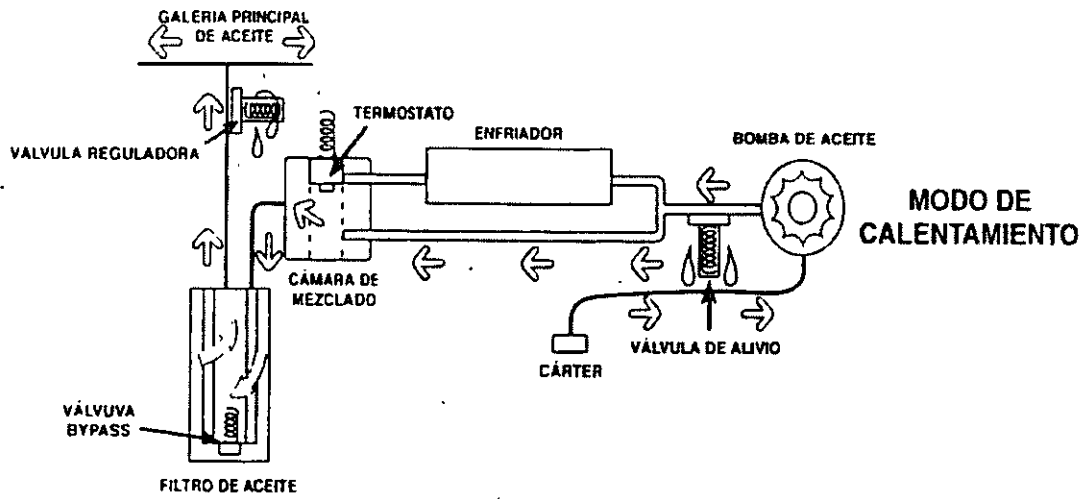 GALERIA PRINCIPAL
DE ACEITE
TERMOSTATO
ENFRIADOR
BOMBA DE ACEITE
VÁLVULA REGULADORA
MODO DE
CALENTAMIENTO
CÁMARA DE
MEZCLADO
CÁRTER
VÁLVULA DE ALIVIO
VÁLVUVA
BYPASS
FILTRO DE ACEITE